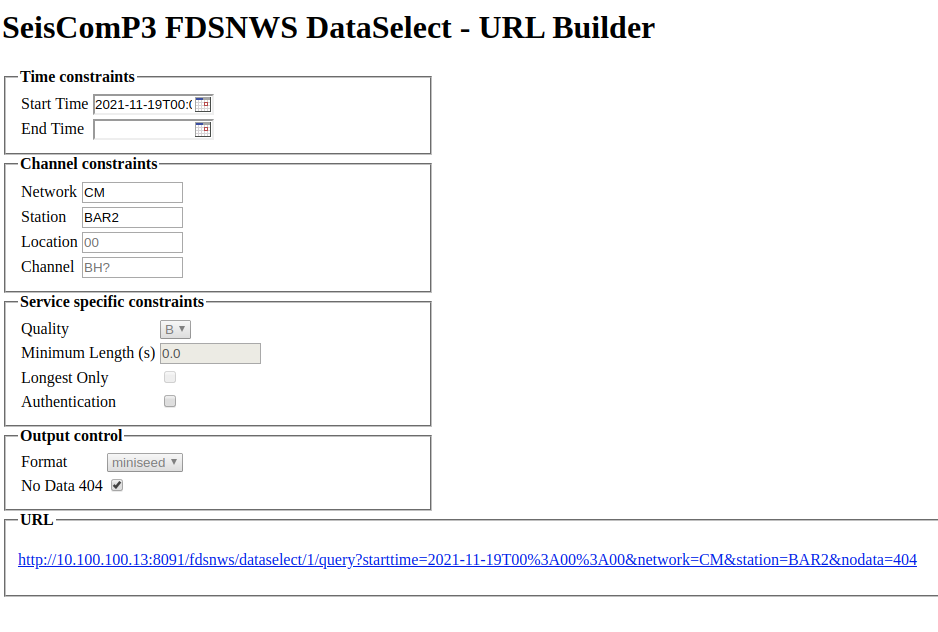 SeisComP3 FDSNWS DataSelect - URL Builder
Time constraints
Start Time 2021-11-19T00:0
End Time
Channel constraints
Network CM
Station BAR2
Location 00
Channel BH?
Service specific constraints
Quality B
Minimum Length (s) 0.0
Longest Only
Authentication
Output control
Format miniseed
No Data 404
URL
http://10.100.100.13:8091/fdsnws/dataselect/1/query?starttime=2021-11-19T00%3A00%3A00&network=CM&station=BAR2&nodata=404